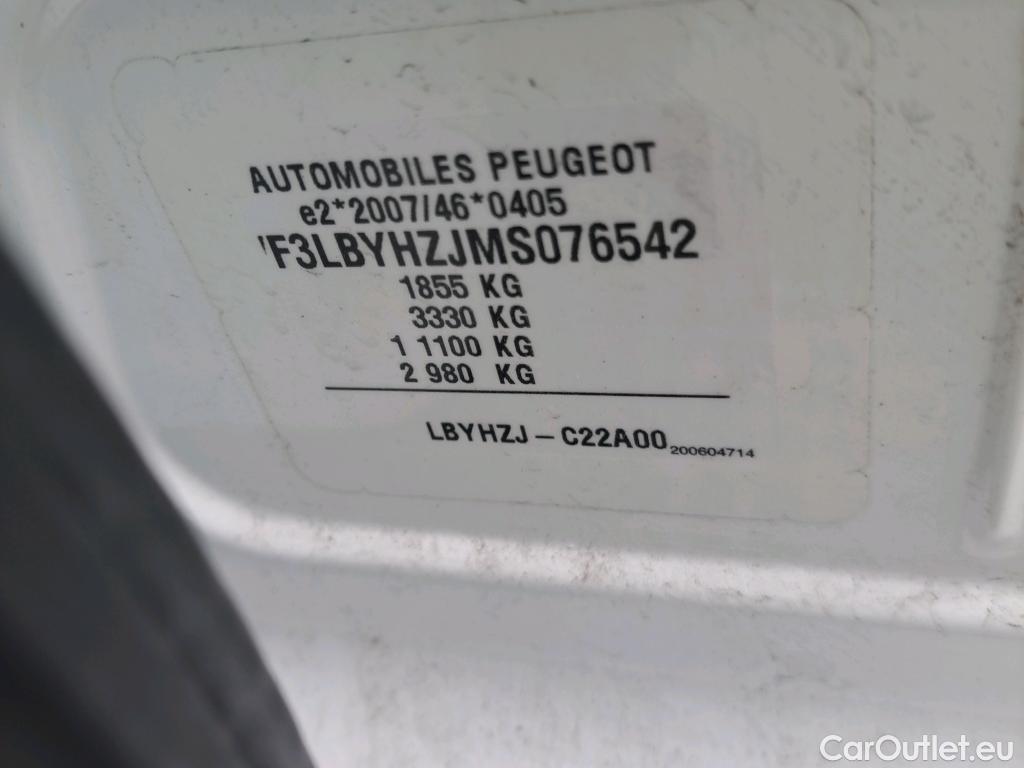 AUTOMOBILES PEUGEOT
e2*2007/46*0405
VF3LBYHZJMS076542
1855 KG
3330 KG
1 1100 KG
2 980 KG
LBYHZJ – C22A00 200604714
CarOutlet.eu